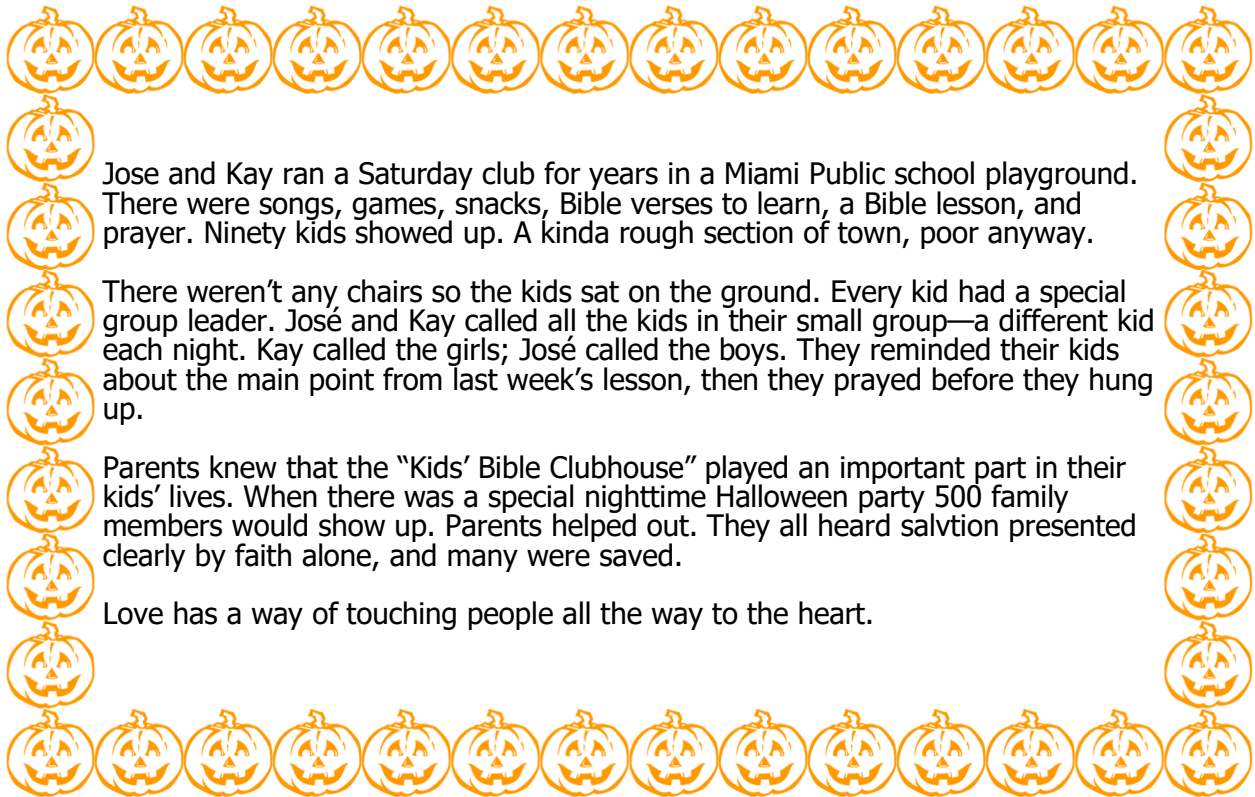 Jose and Kay ran a Saturday club for years in a Miami Public school playground.
There were songs, games, snacks, Bible verses to learn, a Bible lesson, and
prayer. Ninety kids showed up. A kinda rough section of town, poor anyway.
There weren’t any chairs so the kids sat on the ground. Every kid had a special
group leader. José and Kay called all the kids in their small group—a different kid
each night. Kay called the girls; José called the boys. They reminded their kids
about the main point from last week’s lesson, then they prayed before they hung
up.
Parents knew that the “Kids’ Bible Clubhouse” played an important part in their
kids’ lives. When there was a special nighttime Halloween party 500 family
members would show up. Parents helped out. They all heard salvtion presented
clearly by faith alone, and many were saved.
Love has a way of touching people all the way to the heart.